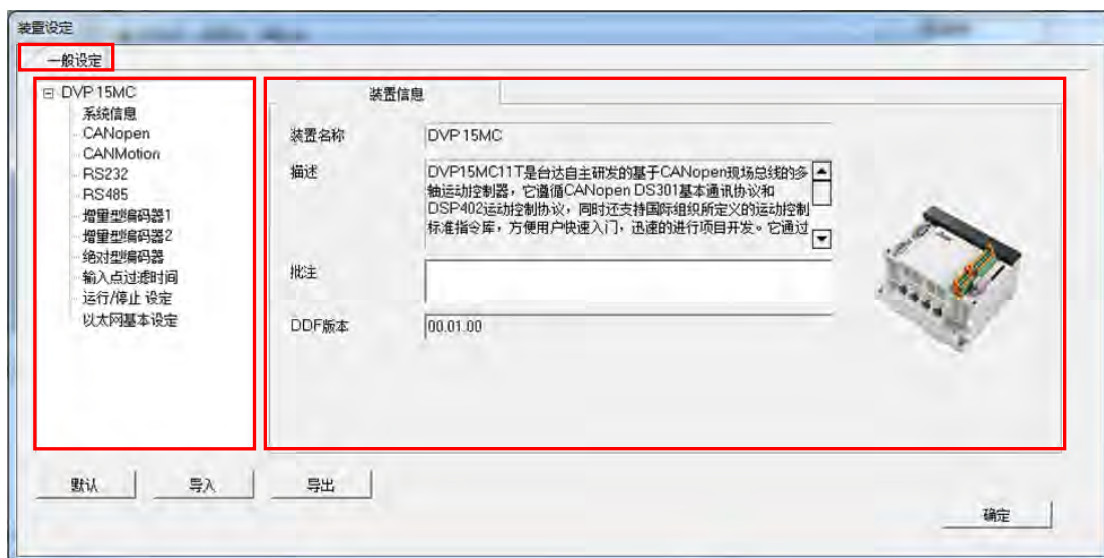 装置设定
一般设定
DVP 15MC
系统信息
CANopen
CANMotion
RS232
RS485
增量型编码器1
增量型编码器2
绝对型编码器
输入点过滤时间
运行/停止 设定
以太网基本设定
装置信息
装置名称
DVP 15MC
描述
DVP15MC11T是台达自主研发的基于CANopen现场总线的多
轴运动控制器，它遵循CANopen DS301基本通讯协议和
DSP402运动控制协议，同时还支持国际组织所定义的运动控制
标准指令库，方便用户快速入门，迅速的进行项目开发。它通过
批注
DDF版本
00.01.00
默认
导入
导出
确定